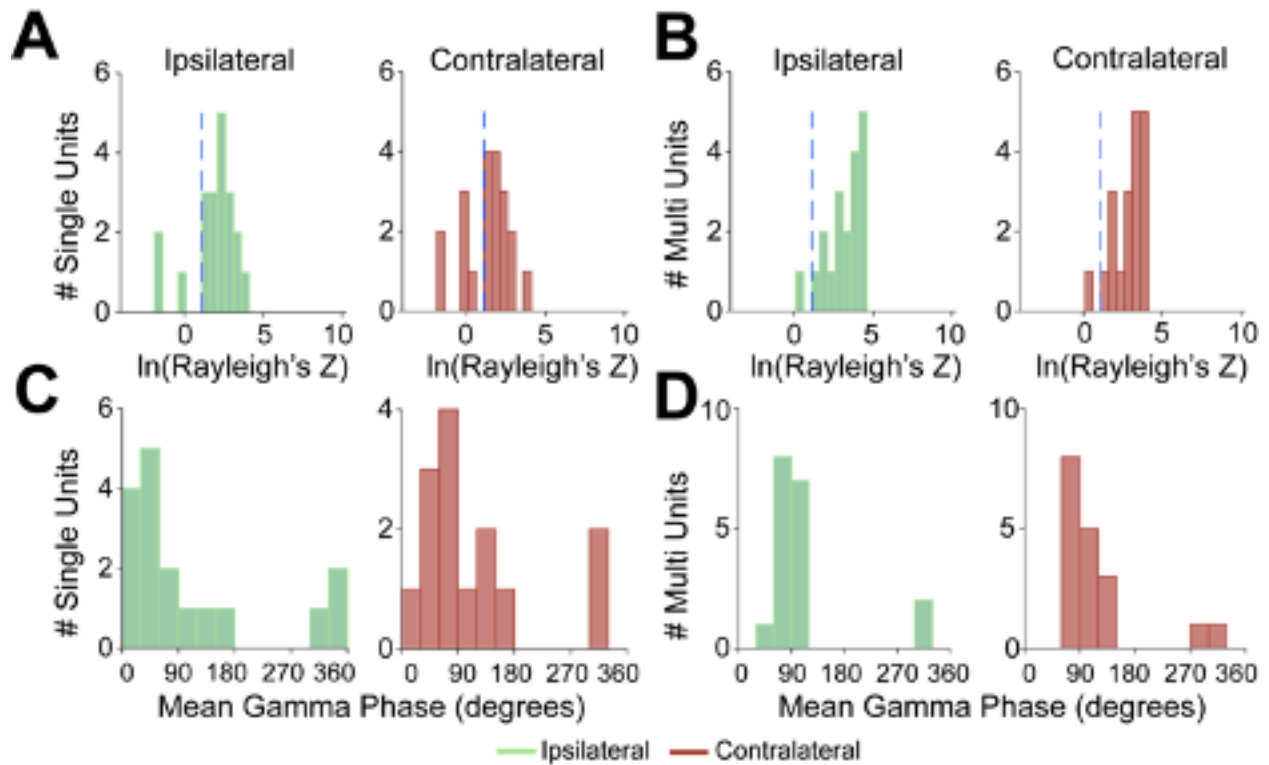 A
B
Ipsilateral
Contralateral
Ipsilateral
Contralateral
# Single Units
6
4
2
0
0 5 10
ln(Rayleigh's Z)
6
4
2
0
0 5 10
ln(Rayleigh's Z)
# Multi Units
6
4
2
0
0 5 10
ln(Rayleigh's Z)
6
4
2
0
0 5 10
ln(Rayleigh's Z)
C
D
# Single Units
6
4
2
0
0 90 180 270 360
4
2
0
0 90 180 270 360
Mean Gamma Phase (degrees)
# Multi Units
10
5
0
0 90 180 270 360
10
5
0
0 90 180 270 360
Mean Gamma Phase (degrees)
Ipsilateral Contralateral